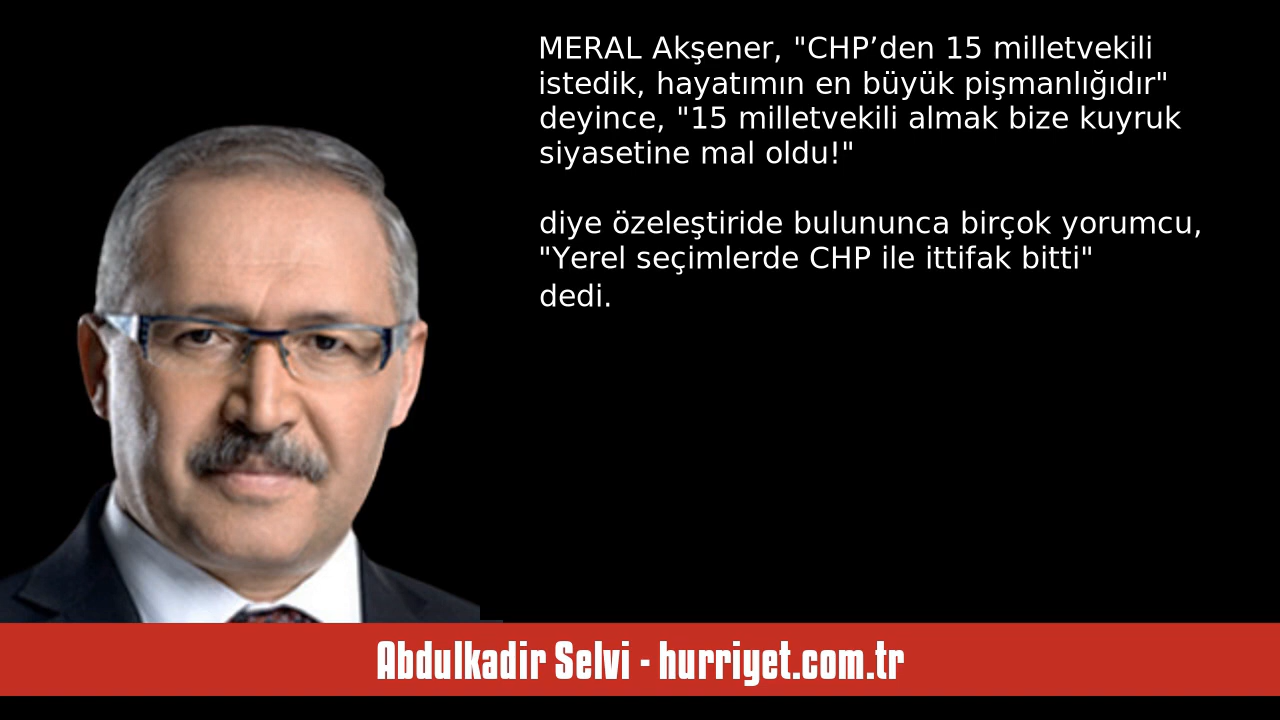 MERAL Akşener, "CHP’den 15 milletvekili
istedik, hayatımın en büyük pişmanlığıdır"
deyince, "15 milletvekili almak bize kuyruk
siyasetine mal oldu!"
diye özeleştiride bulununca birçok yorumcu,
"Yerel seçimlerde CHP ile ittifak bitti"
dedi.
Abdulkadir Selvi - hurriyet.com.tr